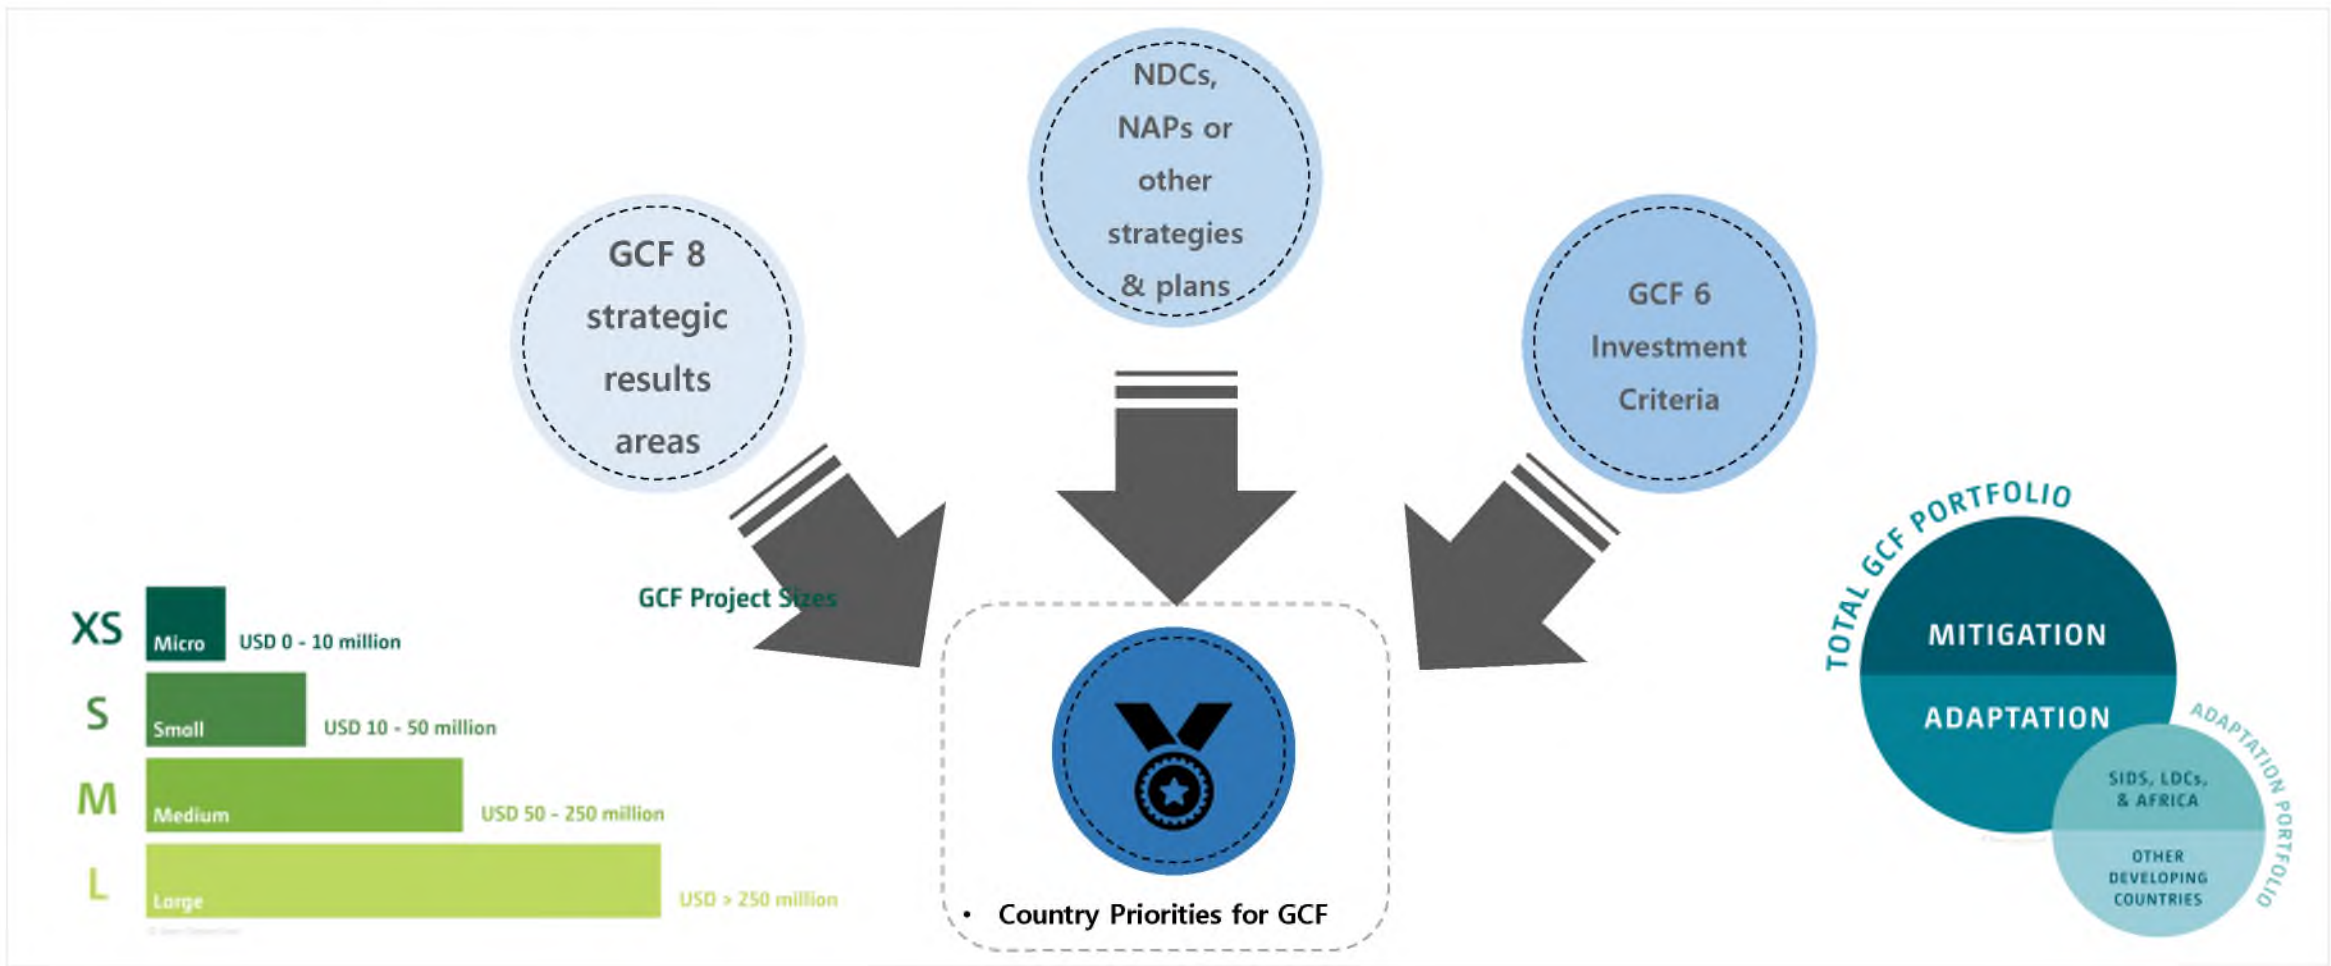 NDCs,
NAPs or
other
strategies
& plans
GCF 8
strategic
results
areas
GCF 6
Investment
Criteria
GCF Project Sizes
XS
Micro
USD 0 - 10 million
S
Small
USD 10 - 50 million
M
Medium
USD 50 - 250 million
L
Large
USD > 250 million
• Country Priorities for GCF
TOTAL GCF PORTFOLIO
MITIGATION
ADAPTATION
ADAPTATION PORTFOLIO
SIDS, LDCs,
& AFRICA
OTHER
DEVELOPING
COUNTRIES